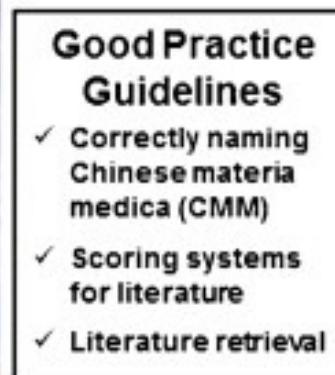 Good Practice
Guidelines
✓ Correctly naming
Chinese materia
medica (CMM)
✓ Scoring systems
for literature
✓ Literature retrieval